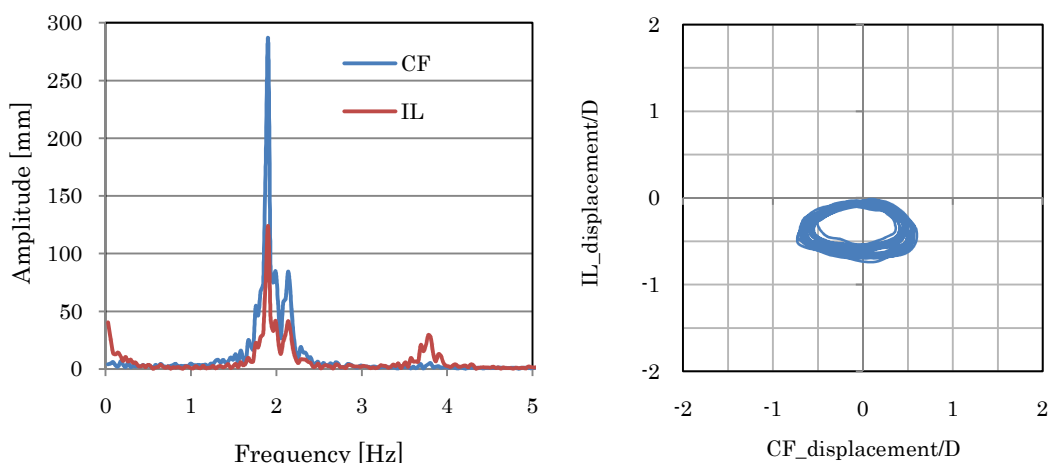 300
250
200
150
100
50
0
Amplitude [mm]
CF
IL
0 1 2 3 4 5
Frequency [Hz]
2
1
0
-1
-2
IL_displacement/D
-2 -1 0 1 2
CF_displacement/D